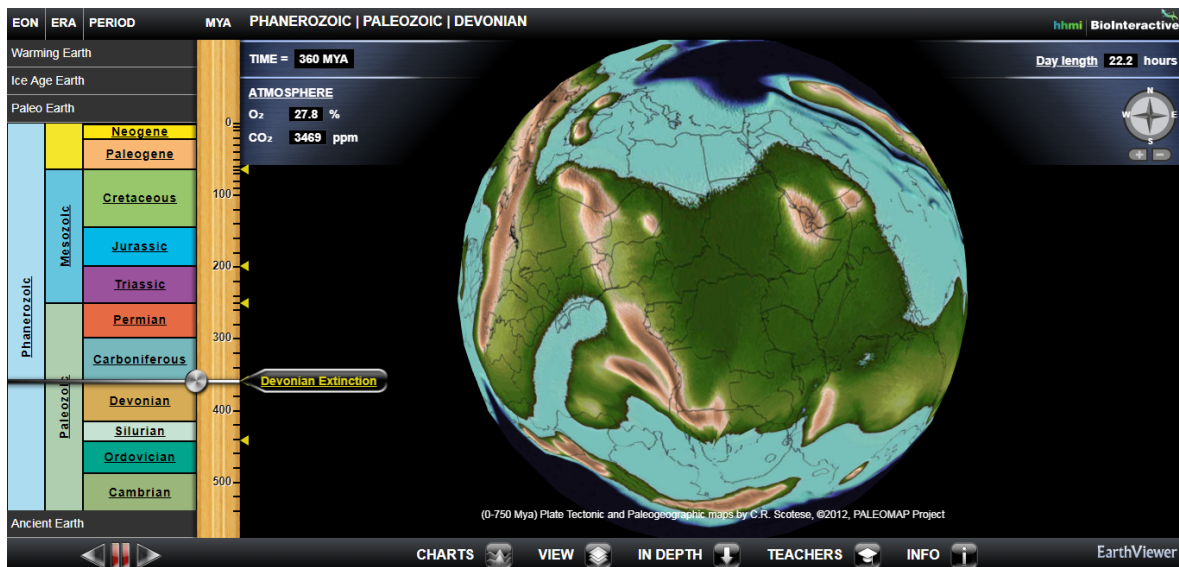 EON ERA PERIOD MYA PHANEROZOIC | PALEOZOIC | DEVONIAN
hhmi BioInteractive
Warming Earth
Ice Age Earth
Paleo Earth
TIME = 360 MYA
Day length 22.2 hours
ATMOSPHERE
O₂ 27.8 %
CO₂ 3469 ppm
N
W E
S
+ −
Phanerozoic
Mesozoic
Paleozoic
Neogene
Paleogene
Cretaceous
Jurassic
Triassic
Permian
Carboniferous
Devonian
Silurian
Ordovician
Cambrian
0
100
200
300
400
500
Devonian Extinction
Ancient Earth
(0-750 Mya) Plate Tectonic and Paleogeographic maps by C.R. Scotese, ©2012, PALEOMAP Project
CHARTS VIEW IN DEPTH TEACHERS INFO i EarthViewer